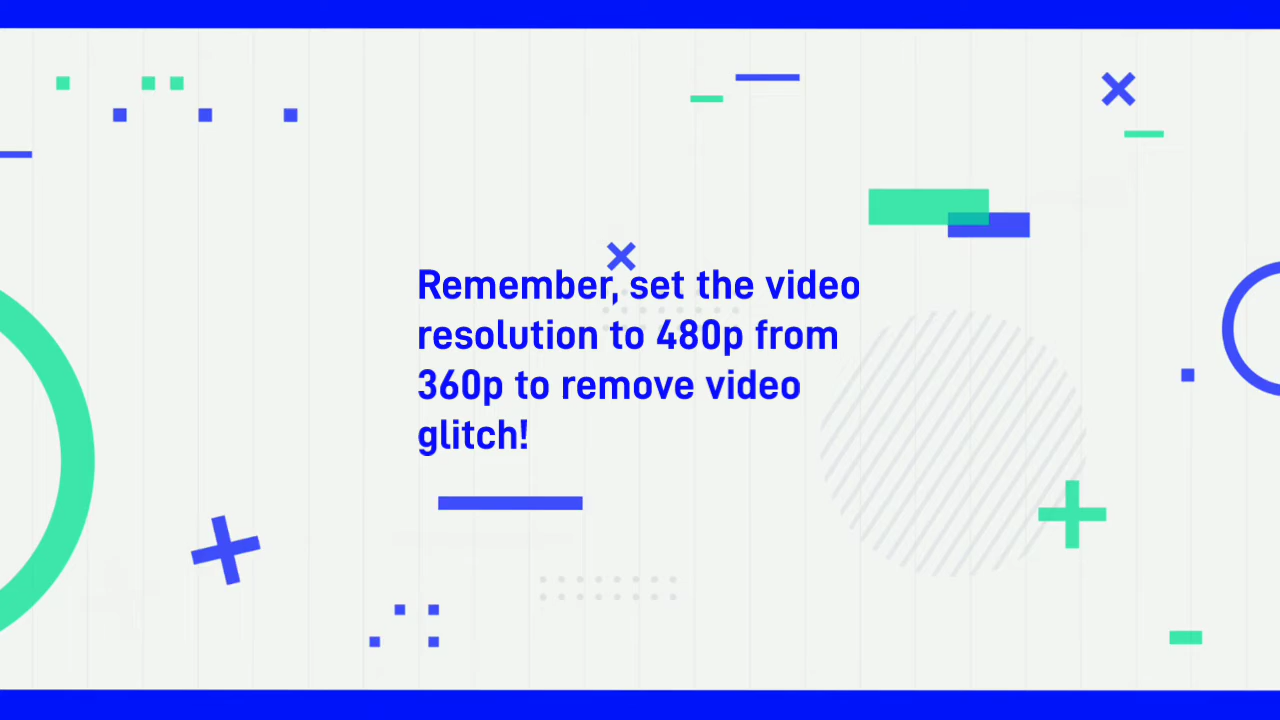 Remember, set the video
resolution to 480p from
360p to remove video
glitch!